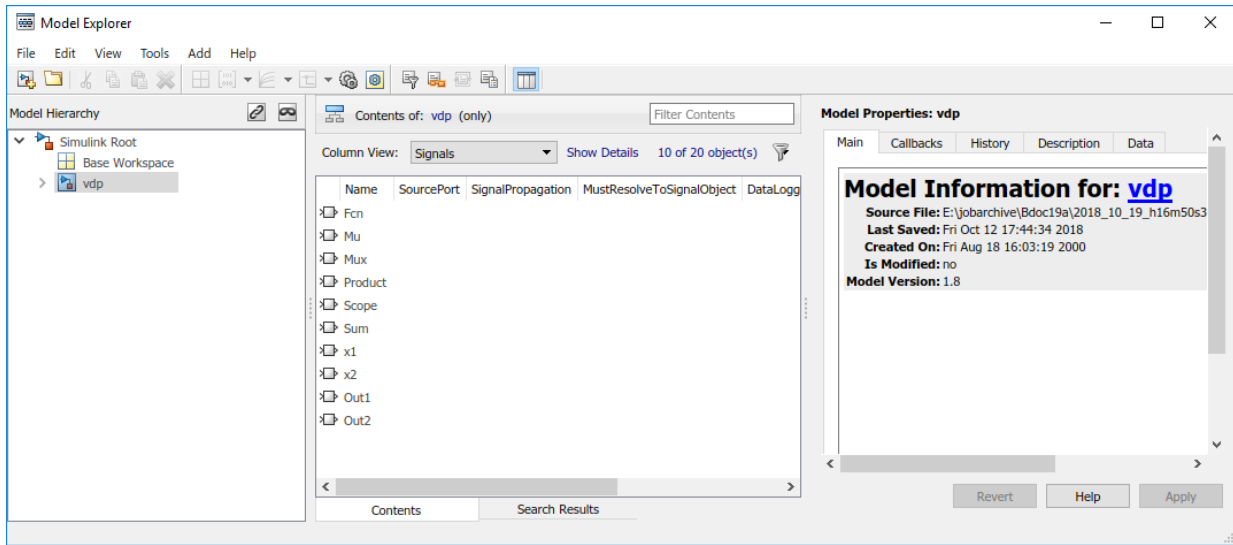 Model Explorer
File Edit View Tools Add Help
Model Hierarchy
Simulink Root
Base Workspace
vdp
Contents of: vdp (only)
Filter Contents
Column View: Signals Show Details 10 of 20 object(s)
Name SourcePort SignalPropagation MustResolveToSignalObject DataLogg
Fcn
Mu
Mux
Product
Scope
Sum
x1
x2
Out1
Out2
Contents Search Results
Model Properties: vdp
Main Callbacks History Description Data
Model Information for: vdp
Source File: E:\jobarchive\Bdoc19a\2018_10_19_h16m50s3
Last Saved: Fri Oct 12 17:44:34 2018
Created On: Fri Aug 18 16:03:19 2000
Is Modified: no
Model Version: 1.8
Revert Help Apply